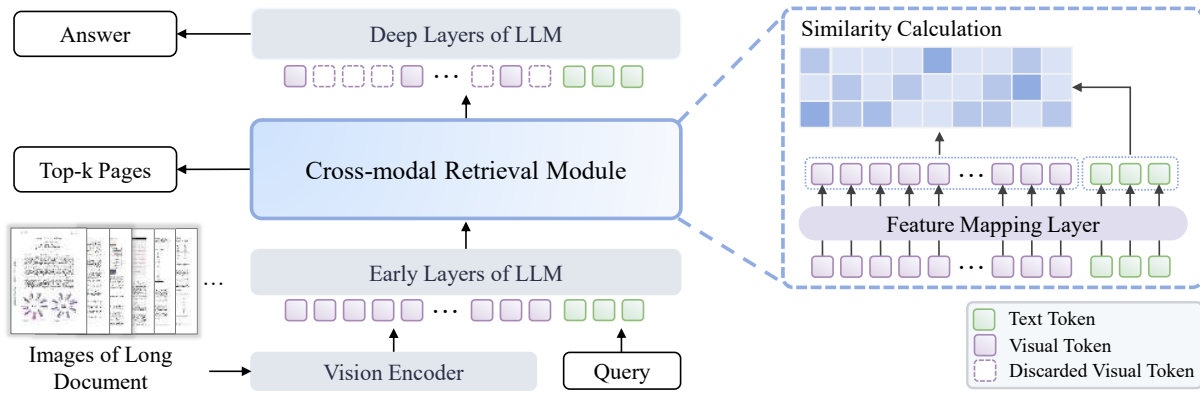 Answer
Deep Layers of LLM
...
Top-k Pages
Cross-modal Retrieval Module
Early Layers of LLM
...
...
Images of Long
Document
Vision Encoder
Query
Similarity Calculation
...
Feature Mapping Layer
...
Text Token
Visual Token
Discarded Visual Token